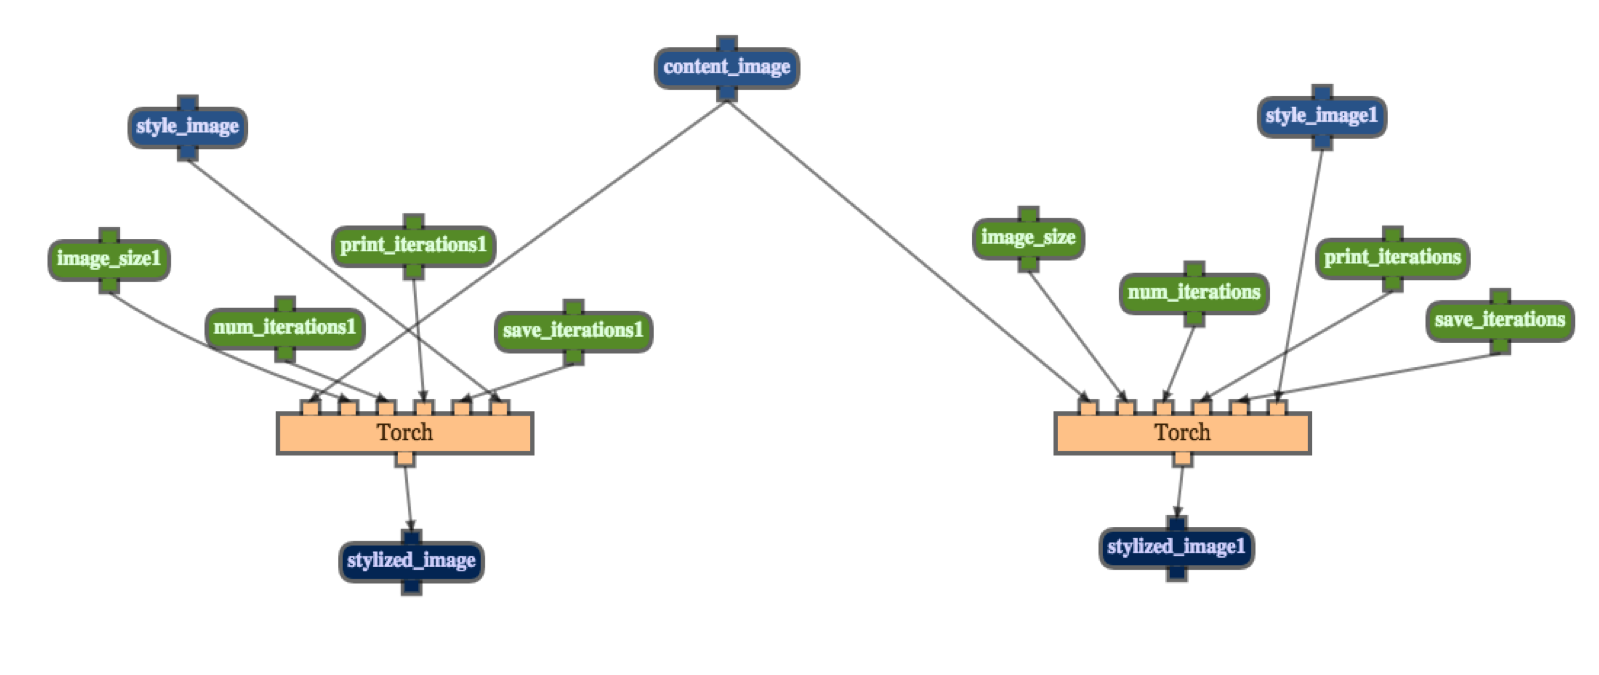 content_image
style_image1
style_image
image_size
print_iterations1
print_iterations
image_size1
num_iterations
save_iterations
num_iterations1
save_iterations1
Torch
Torch
stylized_image1
stylized_image